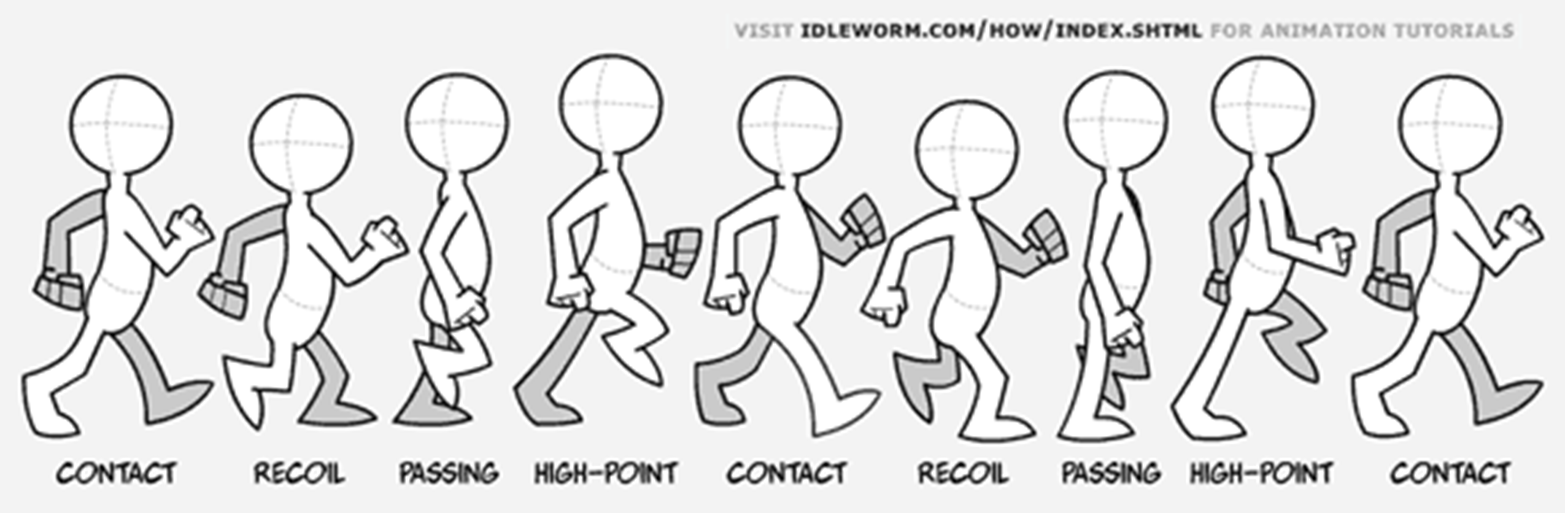 VISIT IDLEWORM.COM/HOW/INDEX.SHTML FOR ANIMATION TUTORIALS
CONTACT RECOIL PASSING HIGH-POINT CONTACT RECOIL PASSING HIGH-POINT CONTACT